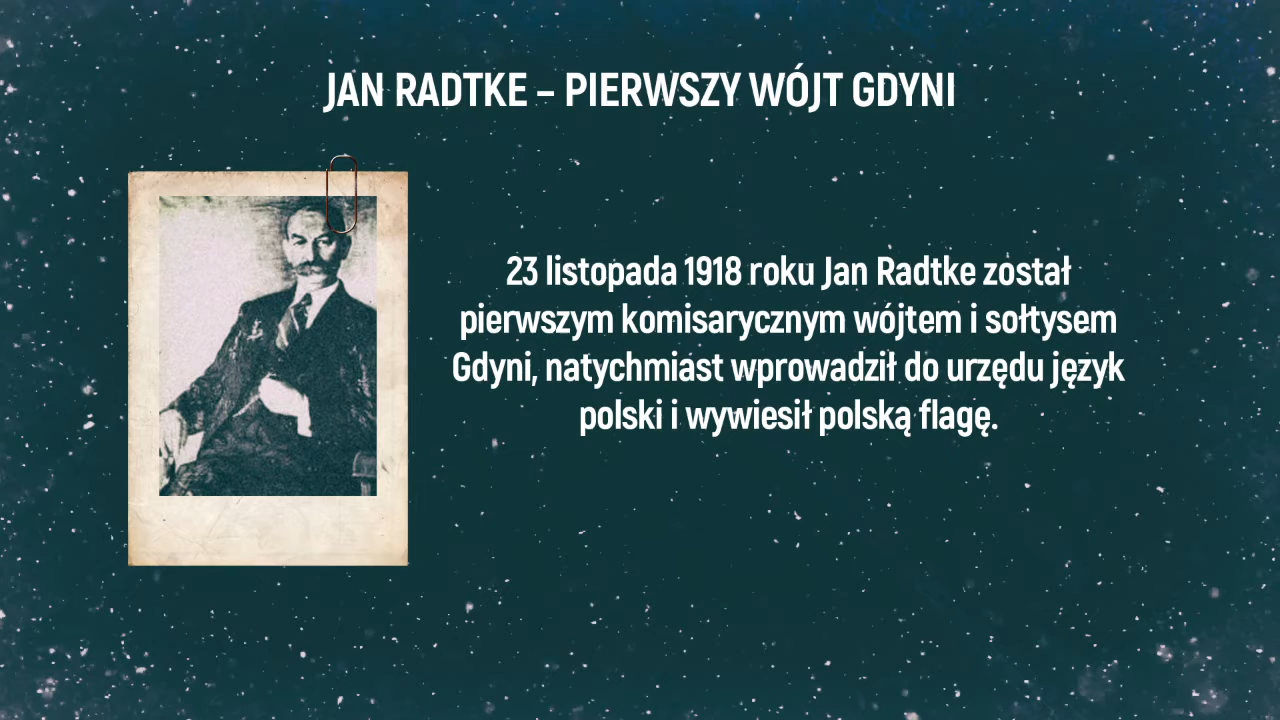 JAN RADTKE – PIERWSZY WÓJT GDYNI
23 listopada 1918 roku Jan Radtke został
pierwszym komisarycznym wójtem i sołtysem
Gdyni, natychmiast wprowadził do urzędu język
polski i wywiesił polską flagę.